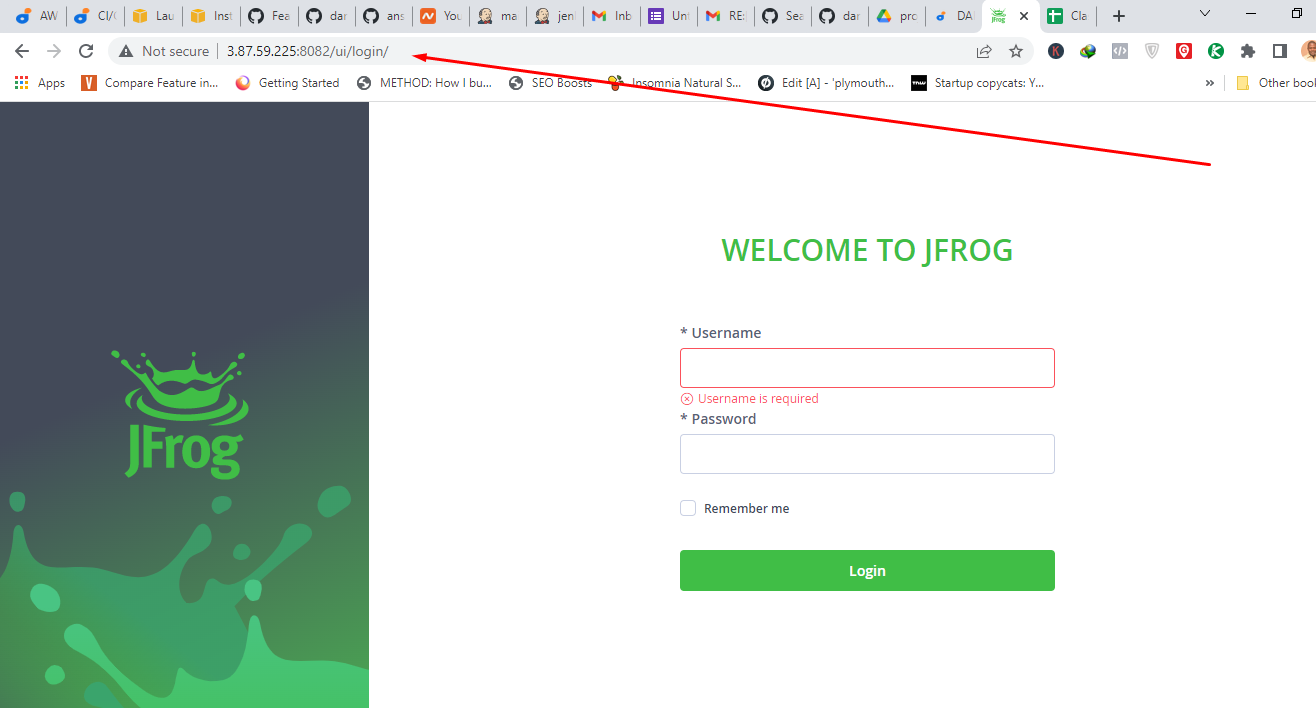 AW CI/ Lau Inst Fea dar ans You ma jen Inb Unt RE: Sea dar pro DA Cla
Not secure 3.87.59.225:8082/ui/login/
Apps Compare Feature in... Getting Started METHOD: How I bu... SEO Boosts Insomnia Natural S... Edit [A] - 'plymouth... Startup copycats: Y... » Other book
WELCOME TO JFROG
* Username
Username is required
* Password
Remember me
Login
JFrog